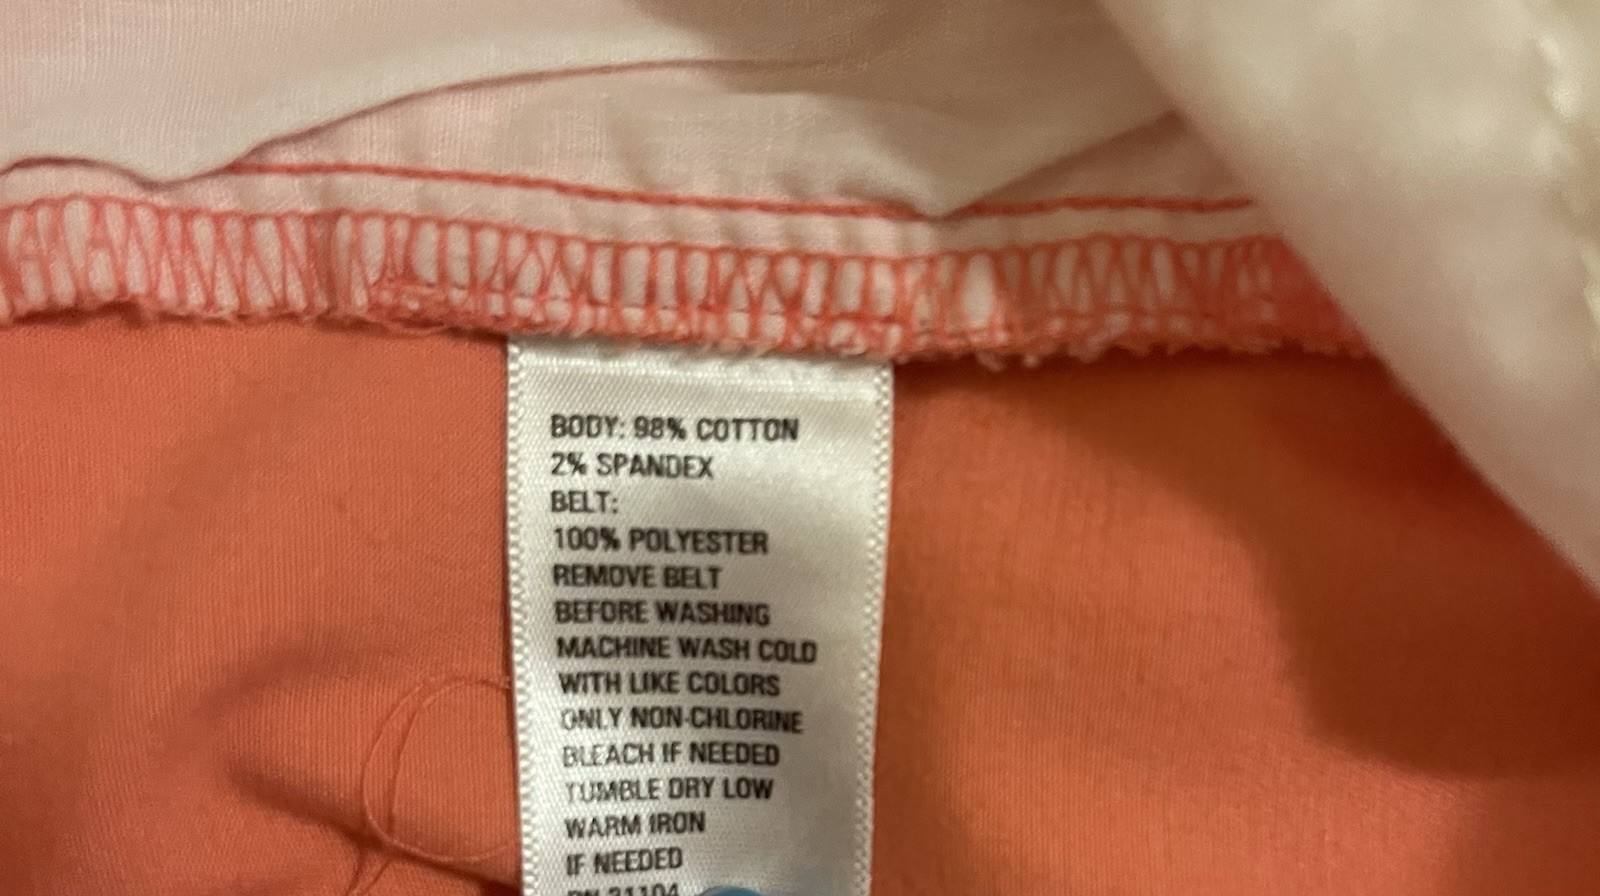 BODY: 98% COTTON
2% SPANDEX
BELT:
100% POLYESTER
REMOVE BELT
BEFORE WASHING
MACHINE WASH COLD
WITH LIKE COLORS
ONLY NON-CHLORINE
BLEACH IF NEEDED
TUMBLE DRY LOW
WARM IRON
IF NEEDED